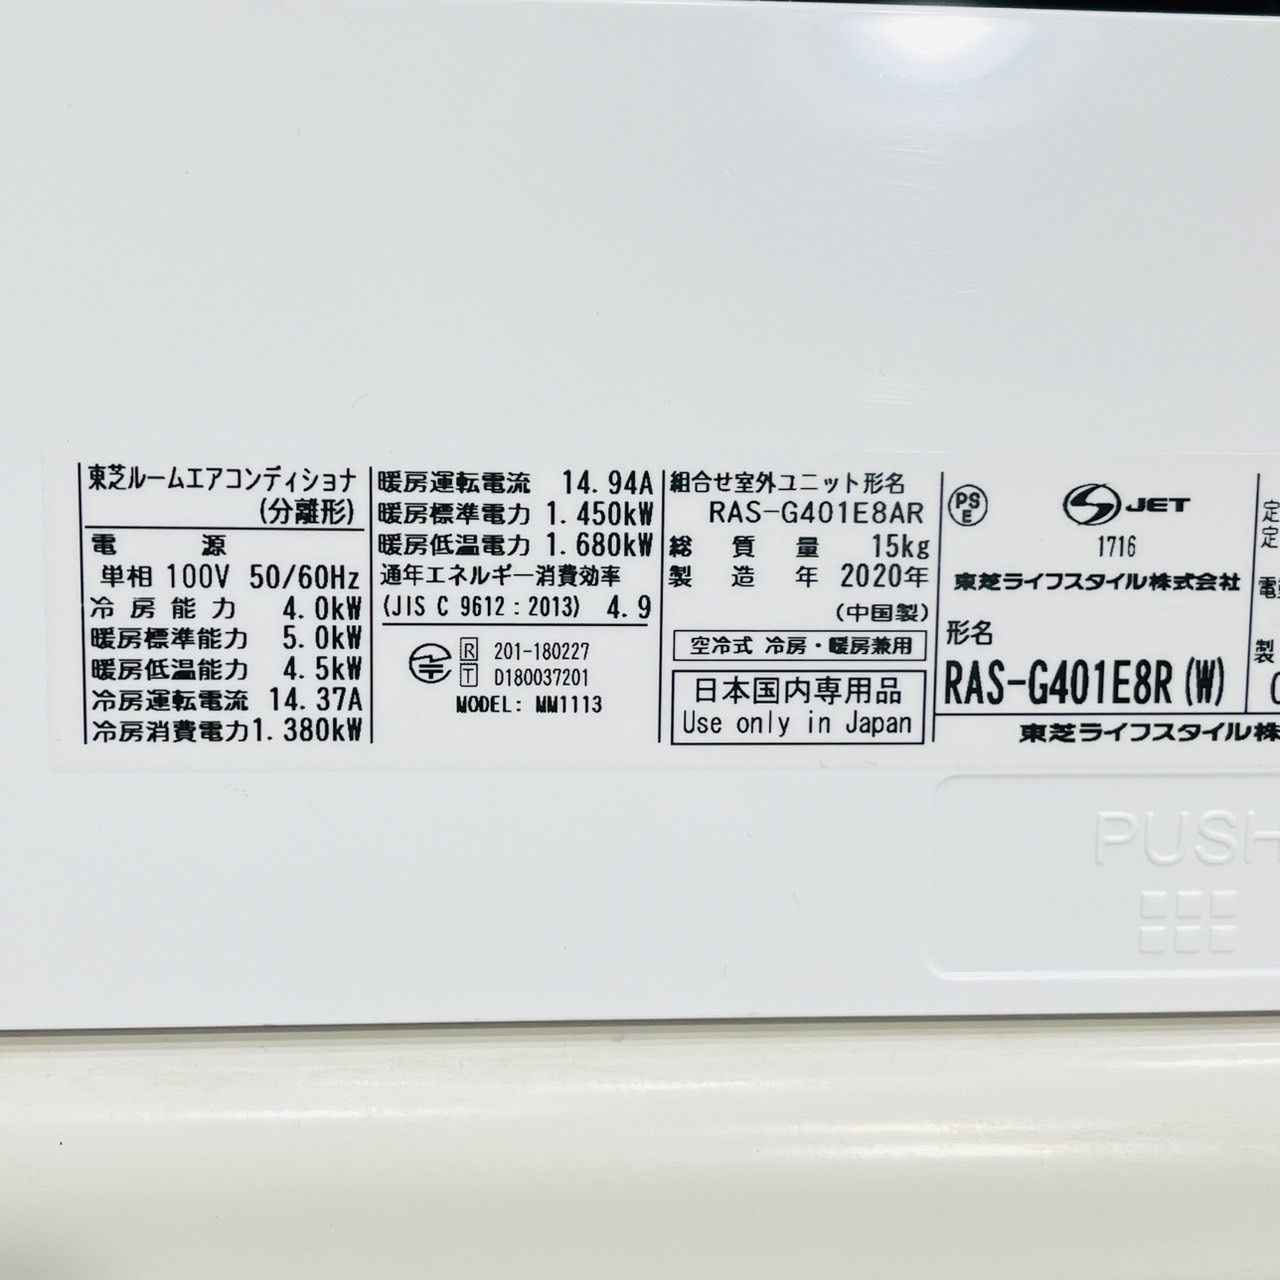 東芝ルームエアコンディショナ
(分離形)
電 源
単相 100V 50/60Hz
冷房能力 4.0kW
暖房標準能力 5.0kW
暖房低温能力 4.5kW
冷房運転電流 14.37A
冷房消費電力 1.380kW
暖房運転電流 14.94A
暖房標準電力 1.450kW
暖房低温電力 1.680kW
通年エネルギー消費効率
(JIS C 9612:2013) 4.9
R 201-180227
T D180037201
MODEL: MM1113
組合せ室外ユニット形名
RAS-G401E8AR
総質量 15kg
製造年 2020年
(中国製)
空冷式 冷房・暖房兼用
日本国内専用品
Use only in Japan
PSE JET
1716
東芝ライフスタイル株式会社
形名
RAS-G401E8R(W)
定
定
製
東芝ライフスタイル株
PUSH